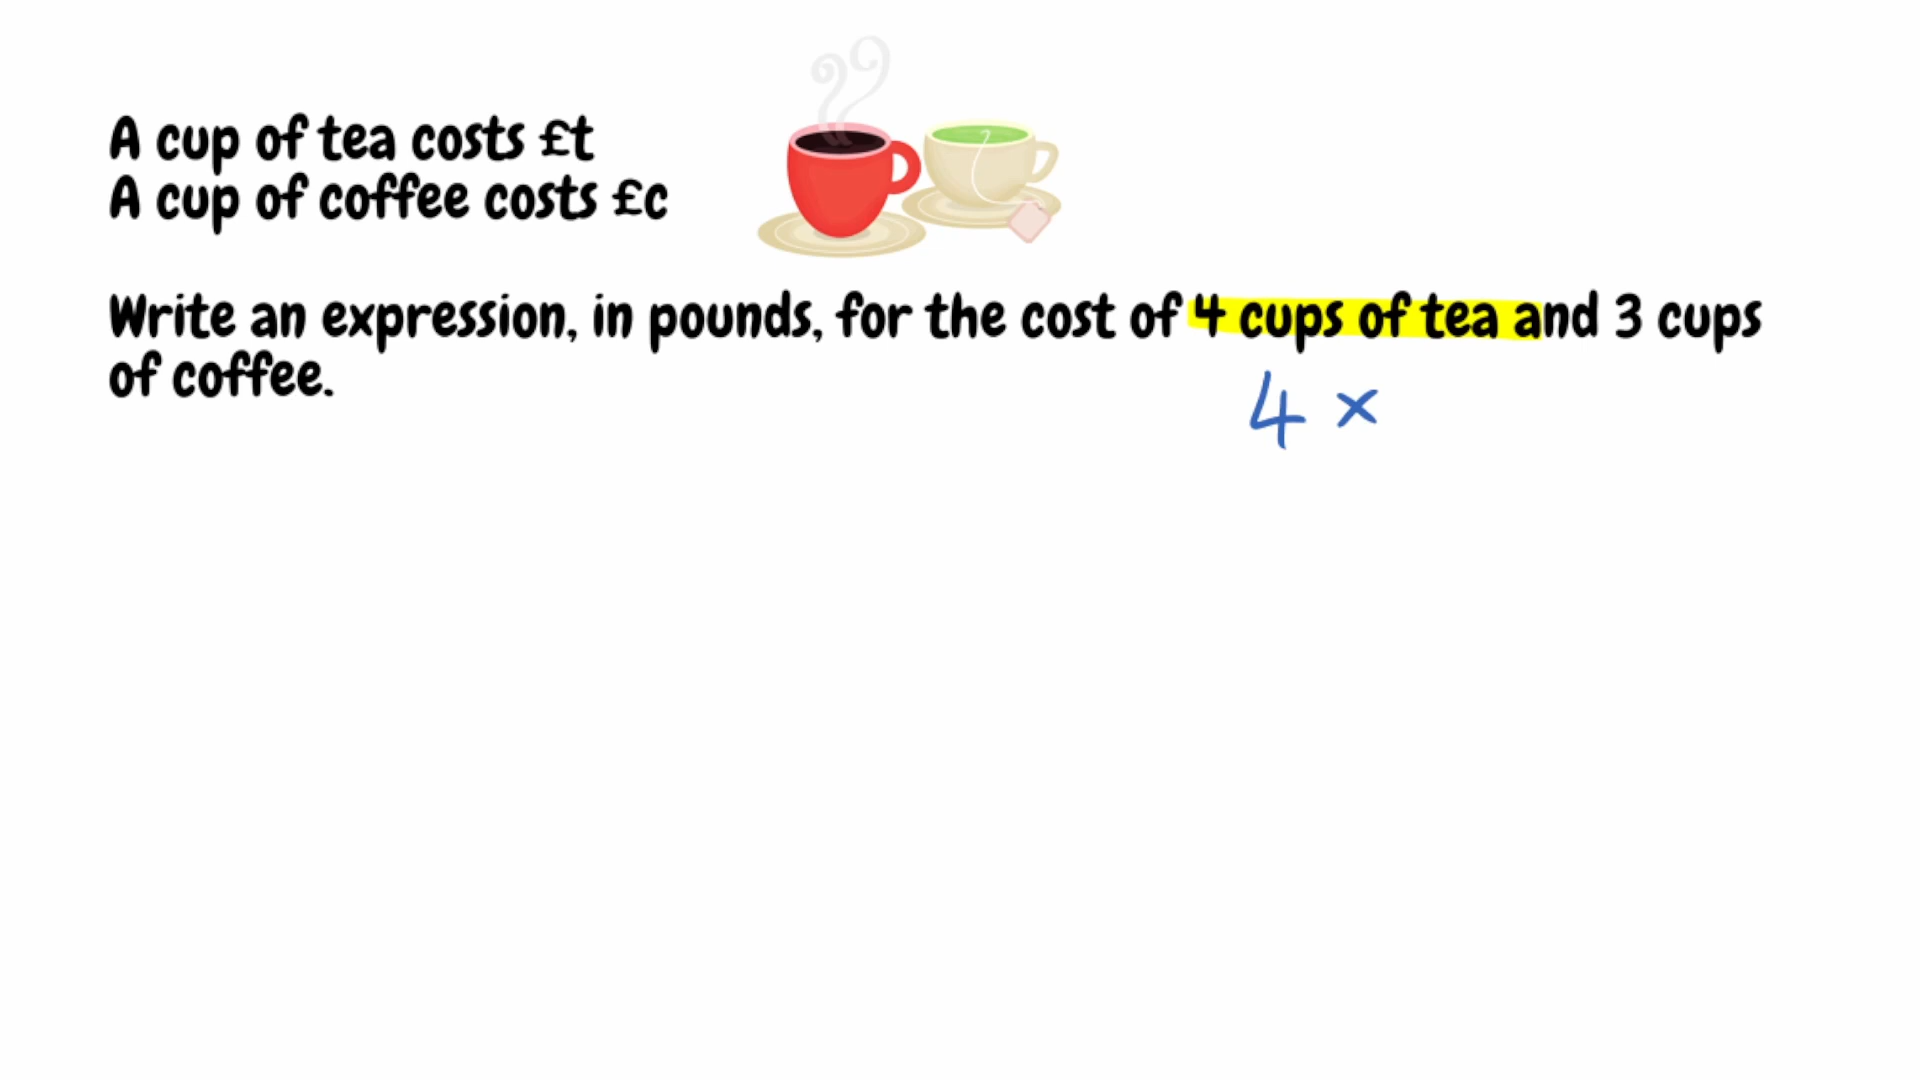 A cup of tea costs £t
A cup of coffee costs £c
Write an expression, in pounds, for the cost of 4 cups of tea and 3 cups
of coffee.
4 ×